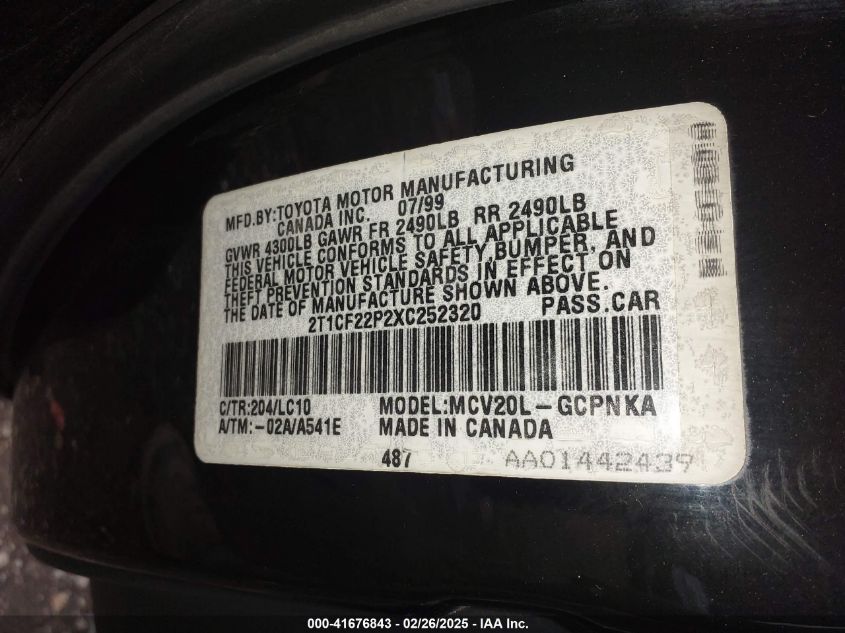 MFD.BY:TOYOTA MOTOR MANUFACTURING
CANADA INC. 07/99
GVWR 4300LB GAWR FR 2490LB RR 2490LB
THIS VEHICLE CONFORMS TO ALL APPLICABLE
FEDERAL MOTOR VEHICLE SAFETY,BUMPER, AND
THEFT PREVENTION STANDARDS IN EFFECT ON
THE DATE OF MANUFACTURE SHOWN ABOVE.
2T1CF22P2XC252320 PASS.CAR
C/TR:204/LC10 MODEL:MCV20L-GCPNKA
A/TM:-02A/A541E MADE IN CANADA
487 AA01442439
000-41676843 - 02/26/2025 - IAA Inc.